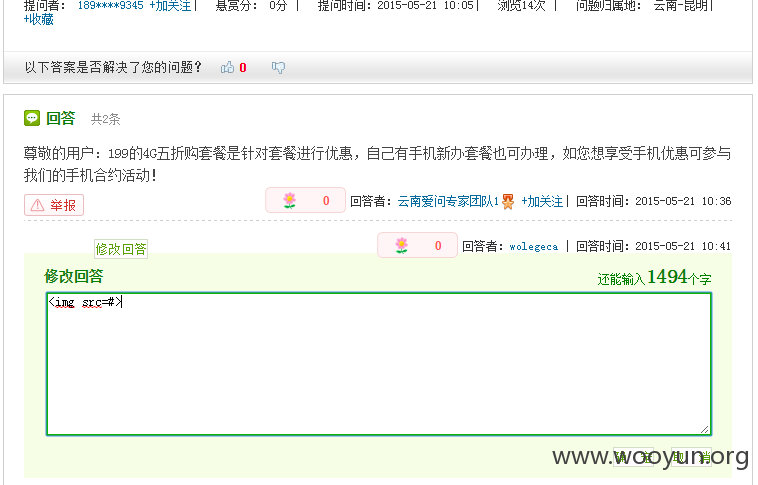 提问者： 189****9345 +加关注| 悬赏分： 0分 | 提问时间：2015-05-21 10:05| 浏览14次 | 问题归属地： 云南-昆明|
+收藏
以下答案是否解决了您的问题？ 0
回答 共2条
尊敬的用户：199的4G五折购套餐是针对套餐进行优惠，自己有手机新办套餐也可办理，如您想享受手机优惠可参与
我们的手机合约活动！
举报 0 回答者：云南爱问专家团队1 +加关注| 回答时间：2015-05-21 10:36
修改回答 0 回答者：wolegeca | 回答时间：2015-05-21 10:41
修改回答 还能输入1494个字
<img src=#>
www.wooyun.org